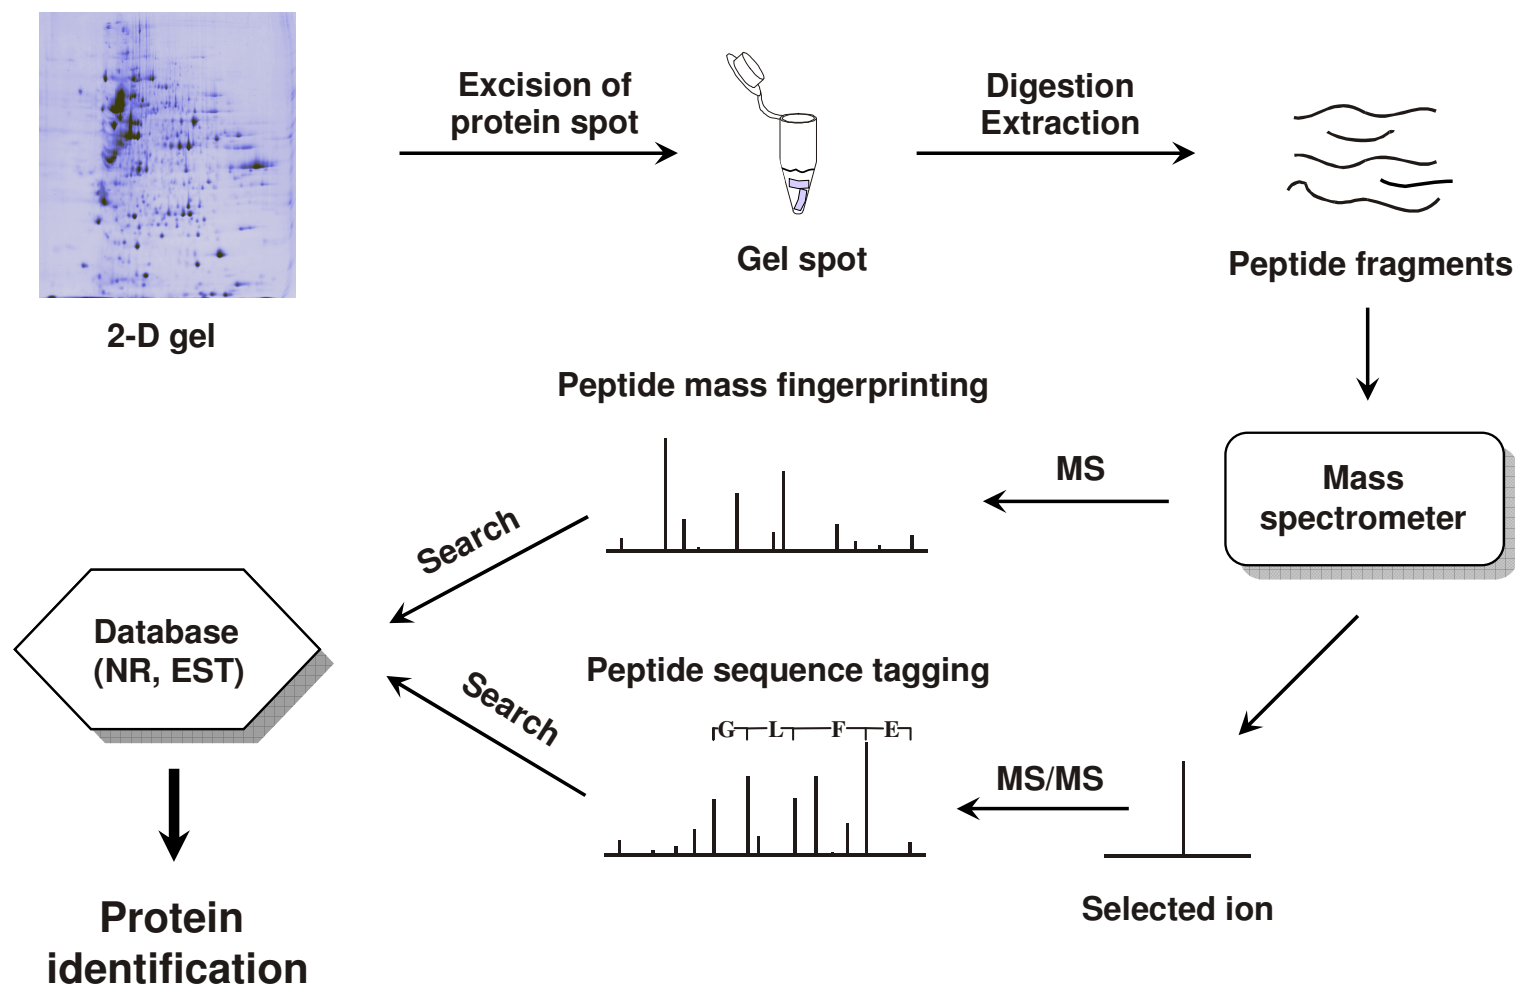 Excision of
protein spot
Digestion
Extraction
Gel spot
Peptide fragments
2-D gel
Peptide mass fingerprinting
MS
Mass
spectrometer
Search
Database
(NR, EST)
Peptide sequence tagging
Search
G L F E
MS/MS
Selected ion
Protein
identification